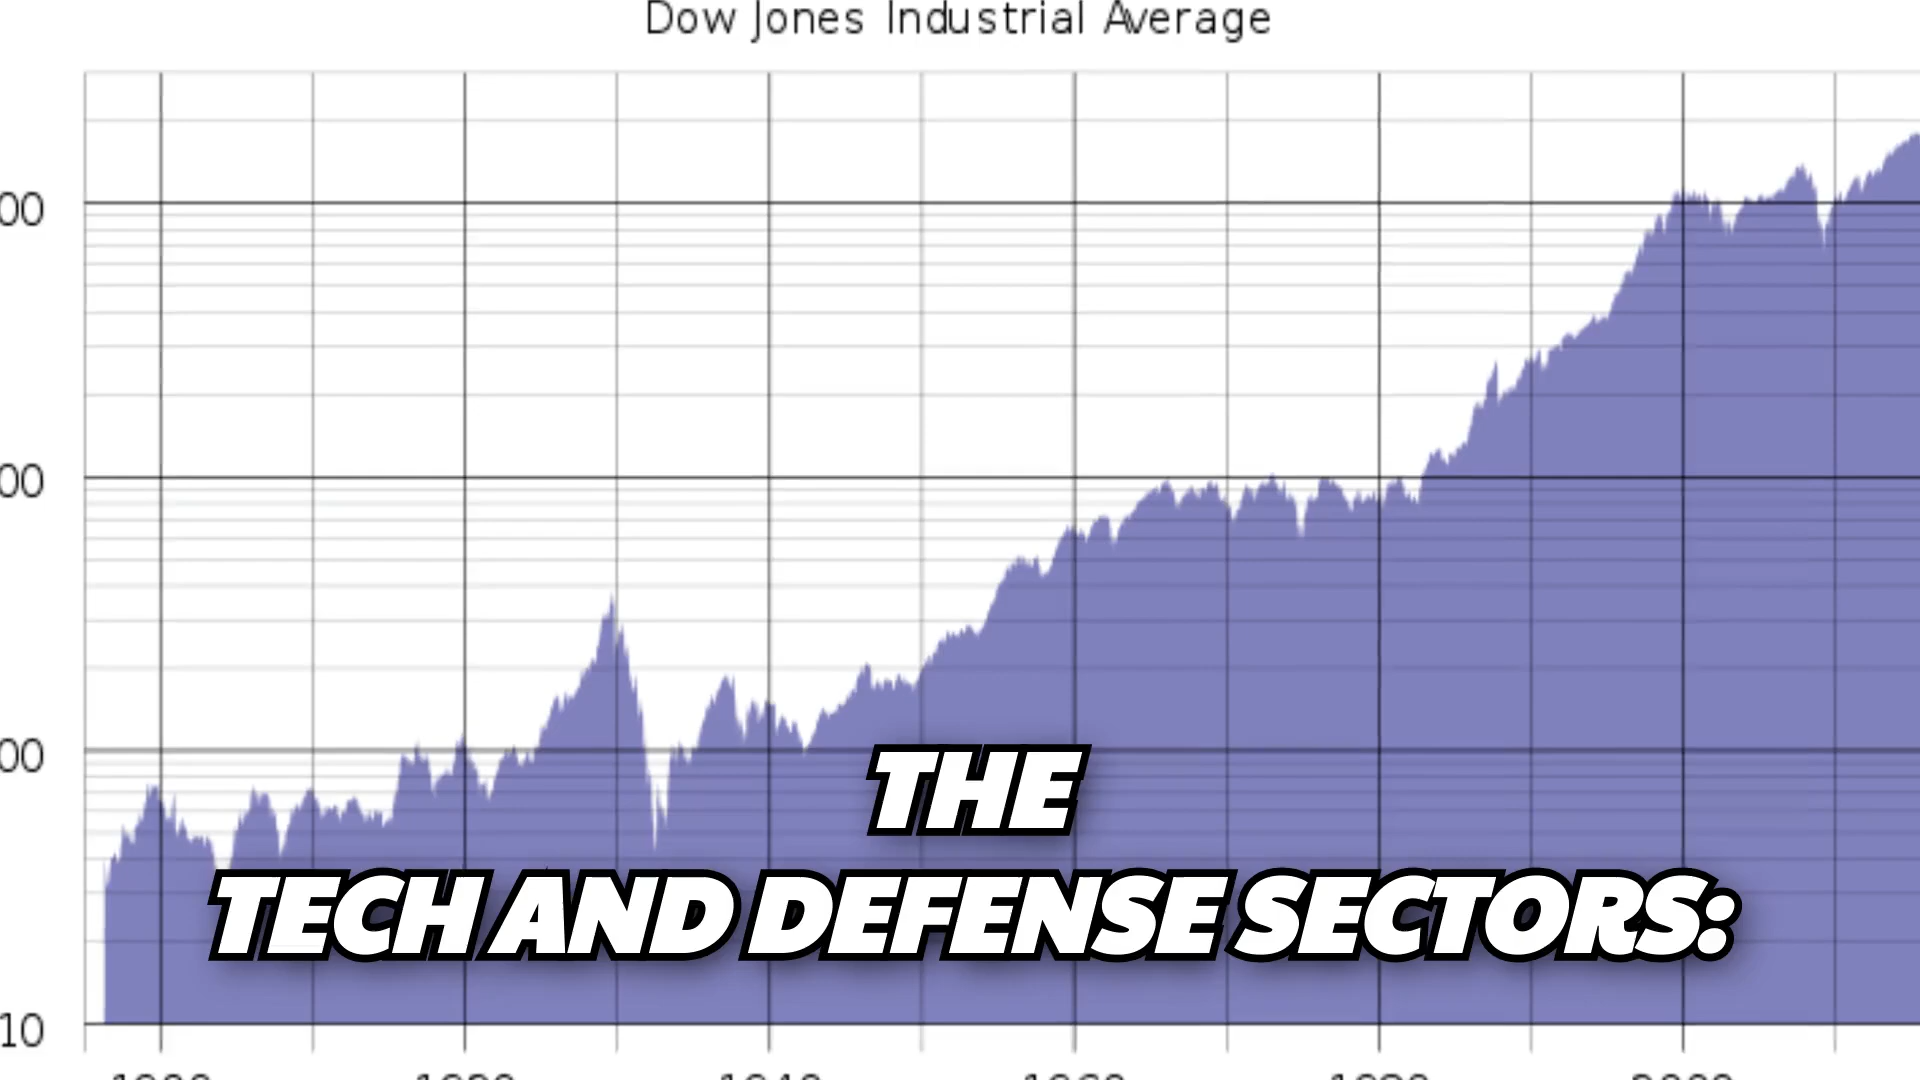 Dow Jones Industrial Average
00
00
00
10
THE
TECH AND DEFENSE SECTORS: